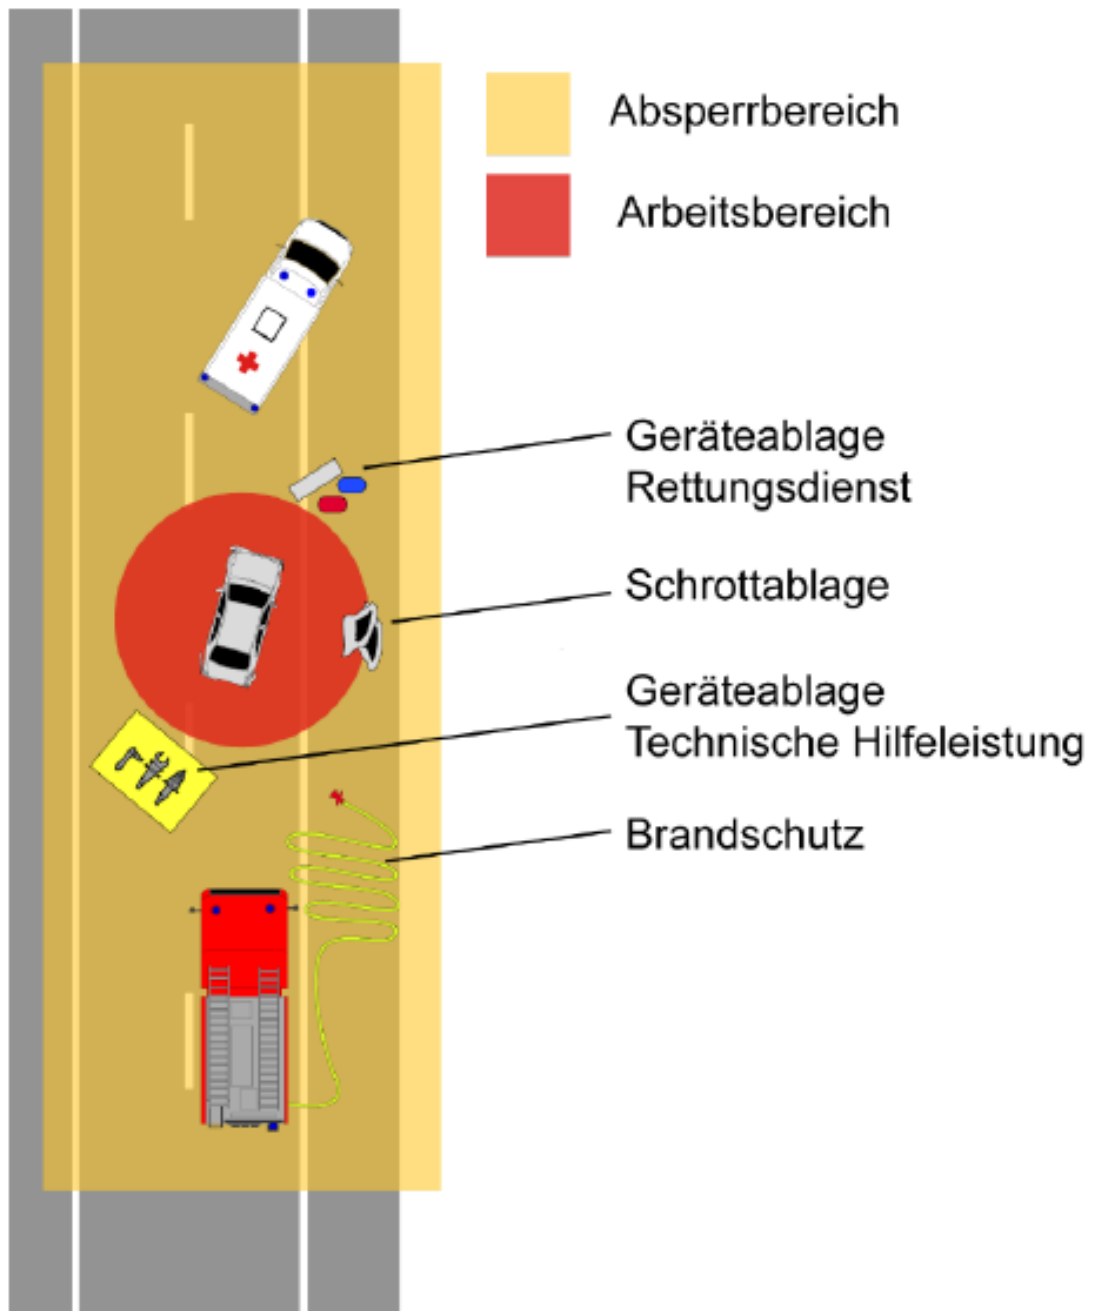 Absperrbereich
Arbeitsbereich
Geräteablage
Rettungsdienst
Schrottablage
Geräteablage
Technische Hilfeleistung
Brandschutz